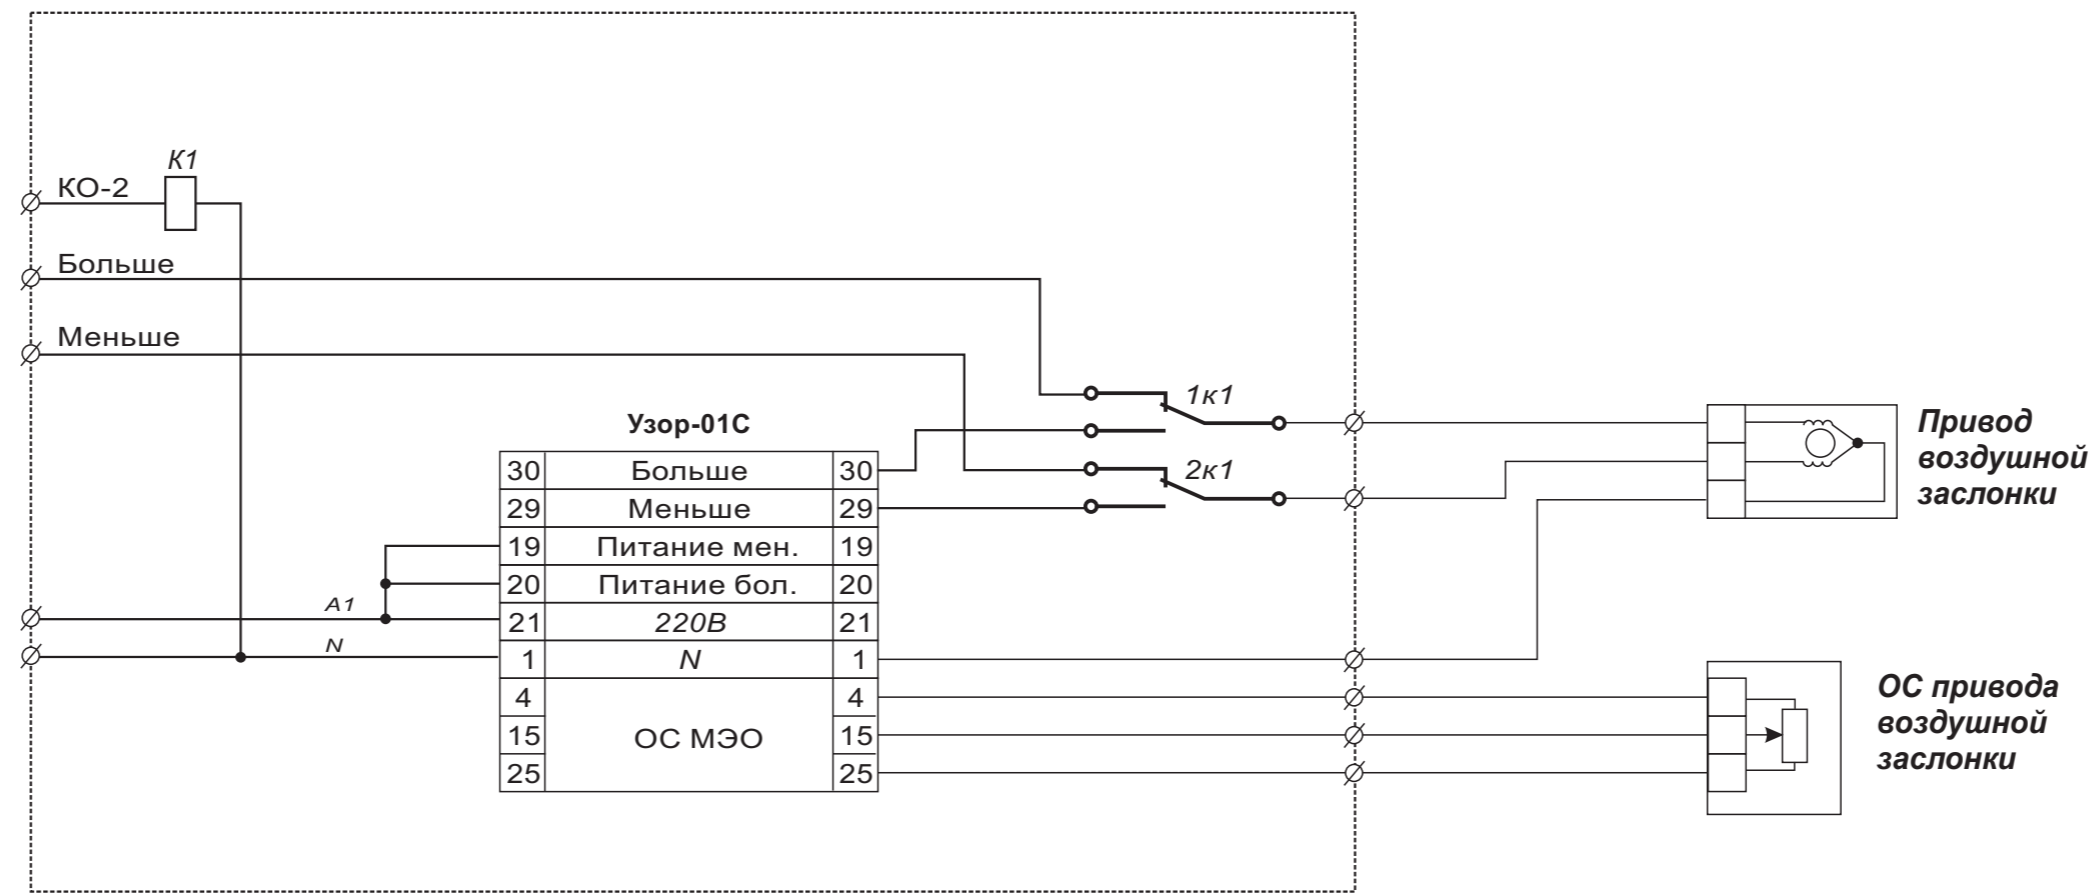 К1
КО-2
Больше
Меньше
1к1
Узор-01С
2к1
30 Больше 30
29 Меньше 29
19 Питание мен. 19
20 Питание бол. 20
А1
21 220В 21
N
1 N 1
4 4
15 ОС МЭО 15
25 25
Привод
воздушной
заслонки
ОС привода
воздушной
заслонки